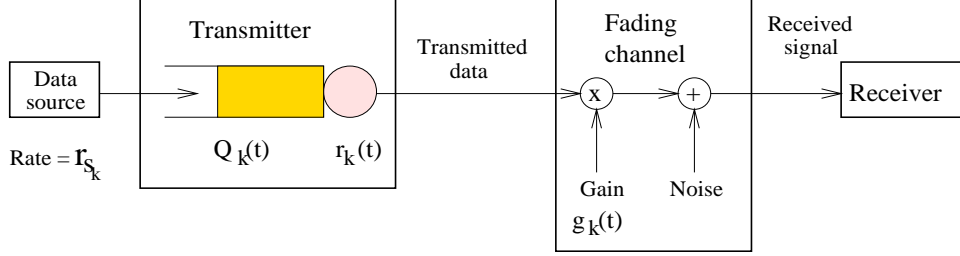 Transmitter
Data
source
Rate = r_{s_k}
Q_k(t)
r_k(t)
Transmitted
data
Fading
channel
x
+
Gain
g_k(t)
Noise
Received
signal
Receiver